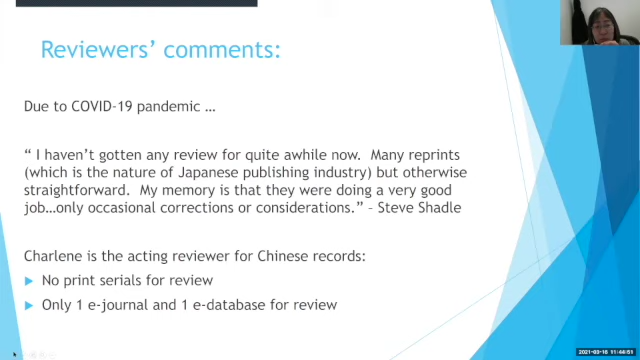 Reviewers’ comments:
Due to COVID-19 pandemic …
“ I haven’t gotten any review for quite awhile now.  Many reprints
(which is the nature of Japanese publishing industry) but otherwise
straightforward.  My memory is that they were doing a very good
job…only occasional corrections or considerations.” – Steve Shadle
Charlene is the acting reviewer for Chinese records:
No print serials for review
Only 1 e-journal and 1 e-database for review
2021-03-16 11:44:51